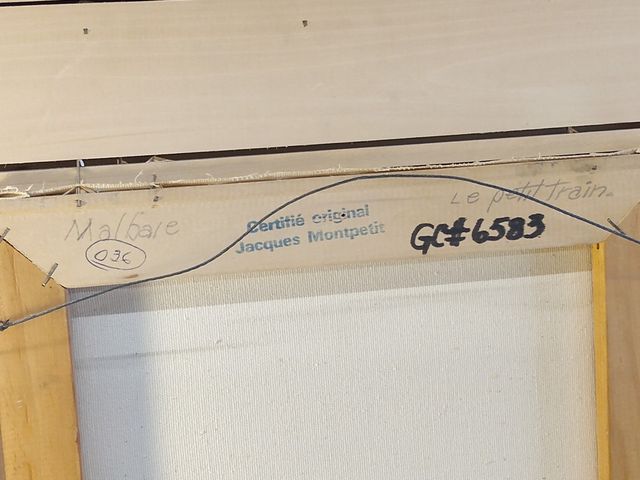 Le petit train.
Malbaie
036
Certifié original
Jacques Montpetit
GC#6583